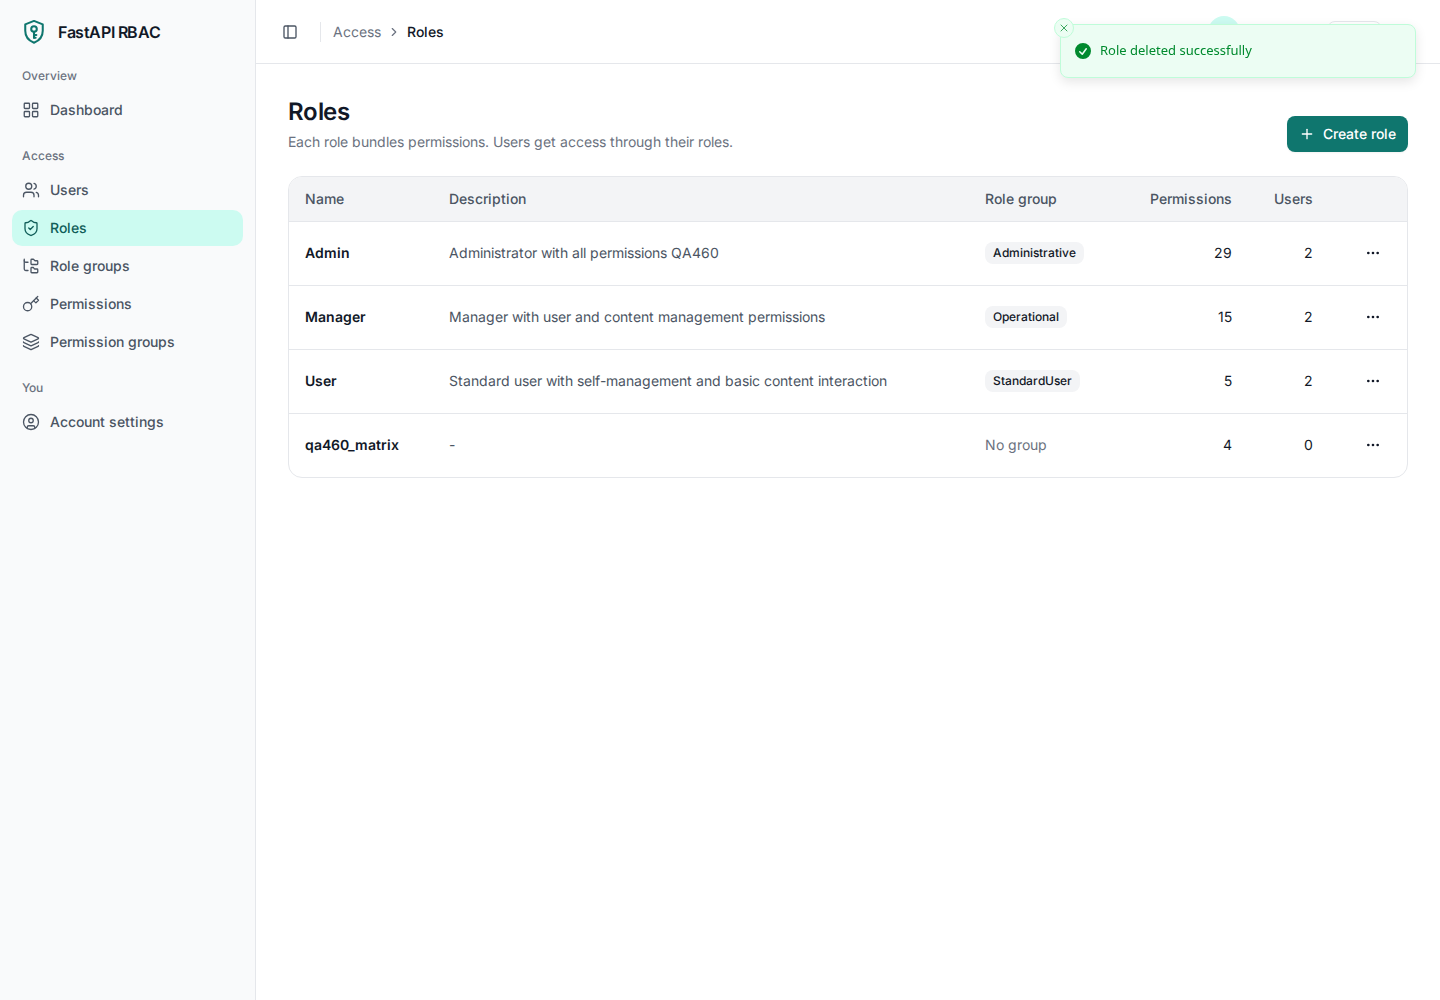 FastAPI RBAC
Overview
Dashboard
Access
Users
Roles
Role groups
Permissions
Permission groups
You
Account settings
Access > Roles
Role deleted successfully
Roles
Each role bundles permissions. Users get access through their roles.
Create role
Name Description Role group Permissions Users
Admin Administrator with all permissions QA460 Administrative 29 2
Manager Manager with user and content management permissions Operational 15 2
User Standard user with self-management and basic content interaction StandardUser 5 2
qa460_matrix - No group 4 0